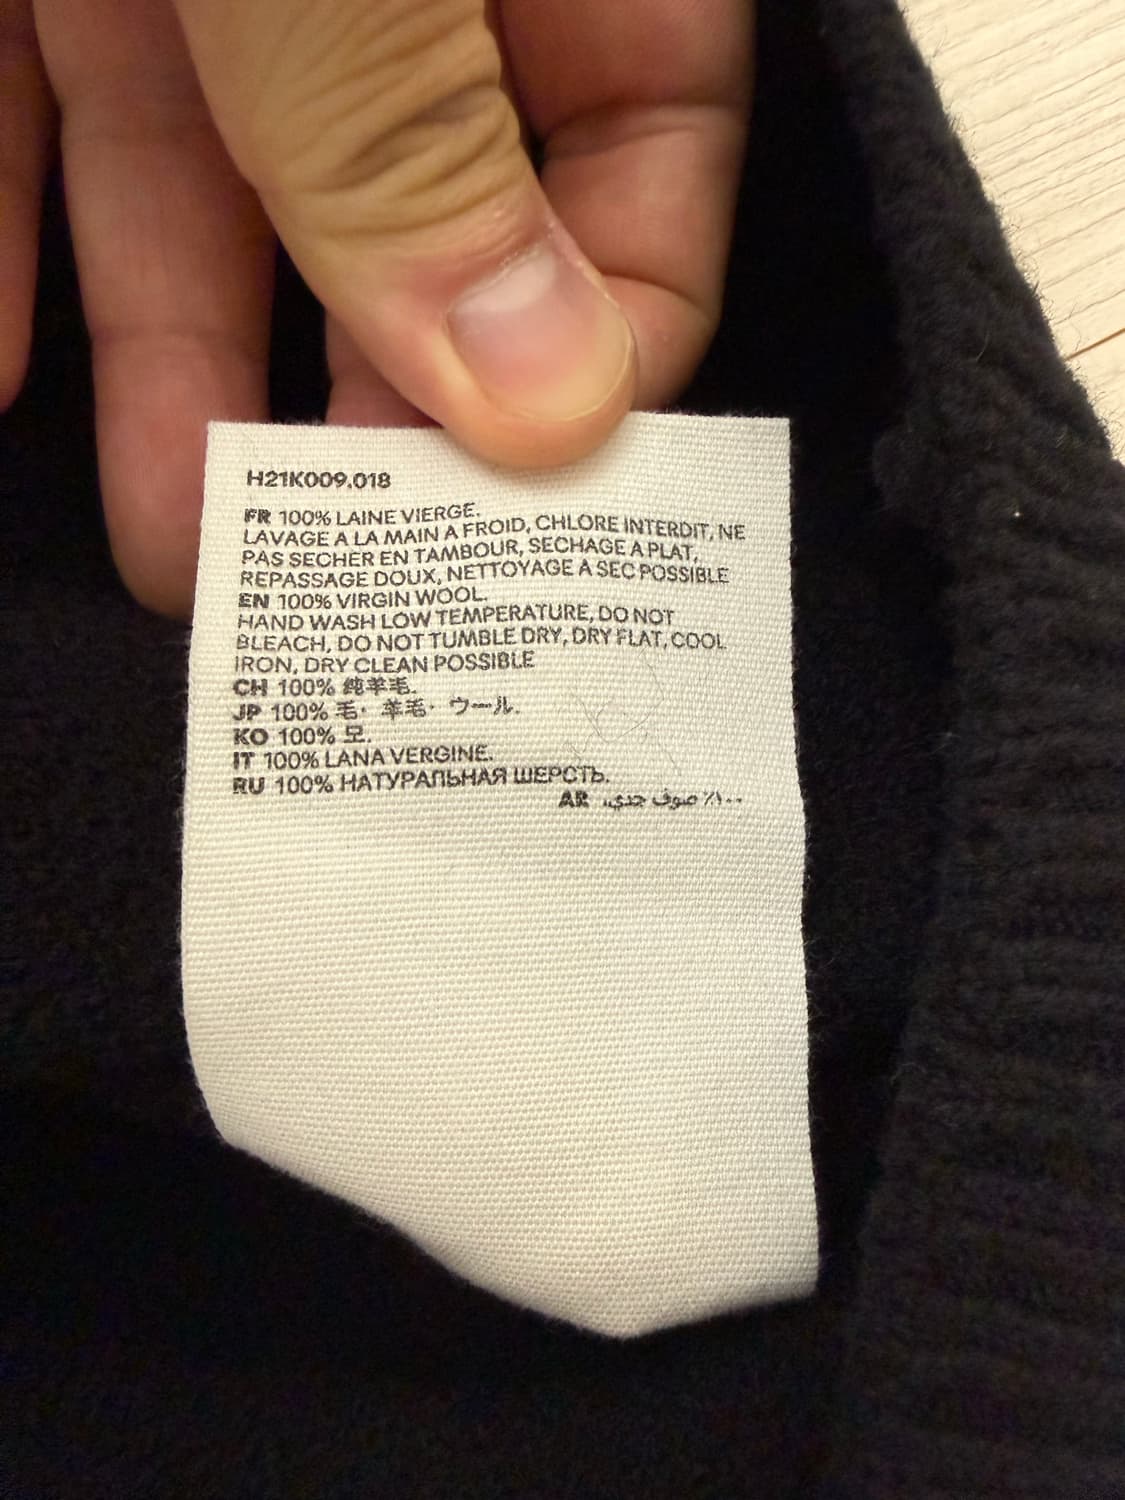 H21K009.018
FR 100% LAINE VIERGE.
LAVAGE A LA MAIN A FROID, CHLORE INTERDIT, NE
PAS SECHER EN TAMBOUR, SECHAGE A PLAT,
REPASSAGE DOUX, NETTOYAGE A SEC POSSIBLE
EN 100% VIRGIN WOOL.
HAND WASH LOW TEMPERATURE, DO NOT
BLEACH, DO NOT TUMBLE DRY, DRY FLAT, COOL
IRON, DRY CLEAN POSSIBLE
CH 100% 纯羊毛.
JP 100% 毛・羊毛・ウール.
KO 100% 모.
IT 100% LANA VERGINE.
RU 100% НАТУРАЛЬНАЯ ШЕРСТЬ.
AR ١٠٠٪ صوف جدي.